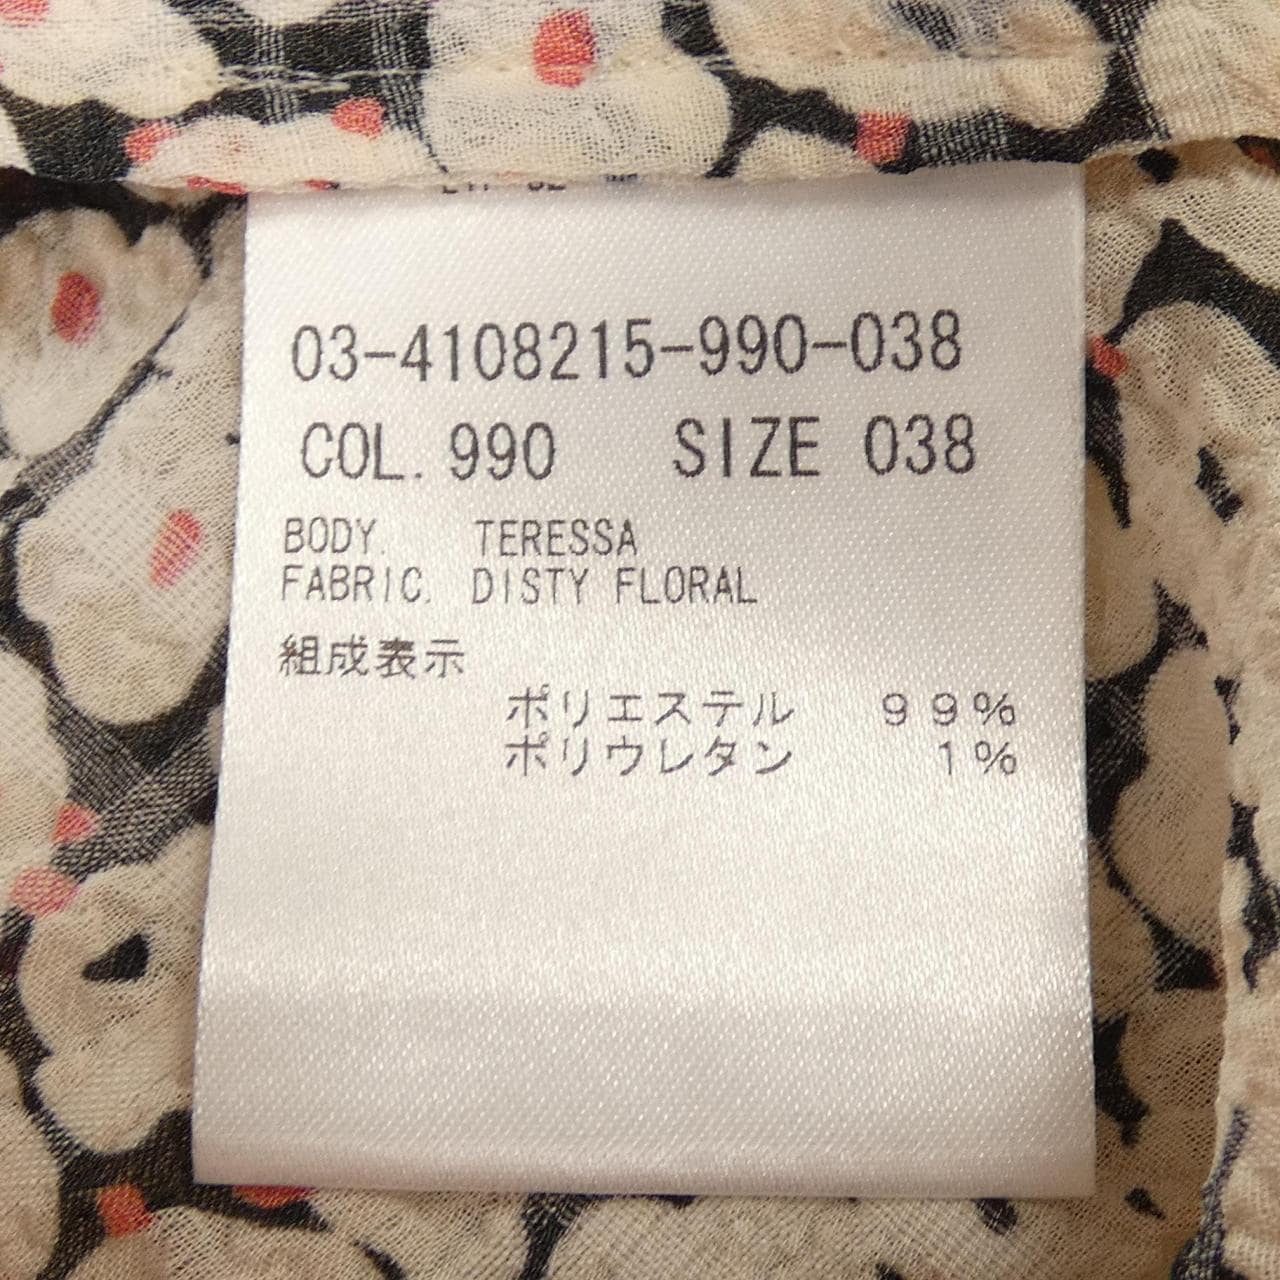 03-4108215-990-038
COL. 990 SIZE 038
BODY. TERESSA
FABRIC. DISTY FLORAL
組成表示
ポリエステル 99%
ポリウレタン 1%